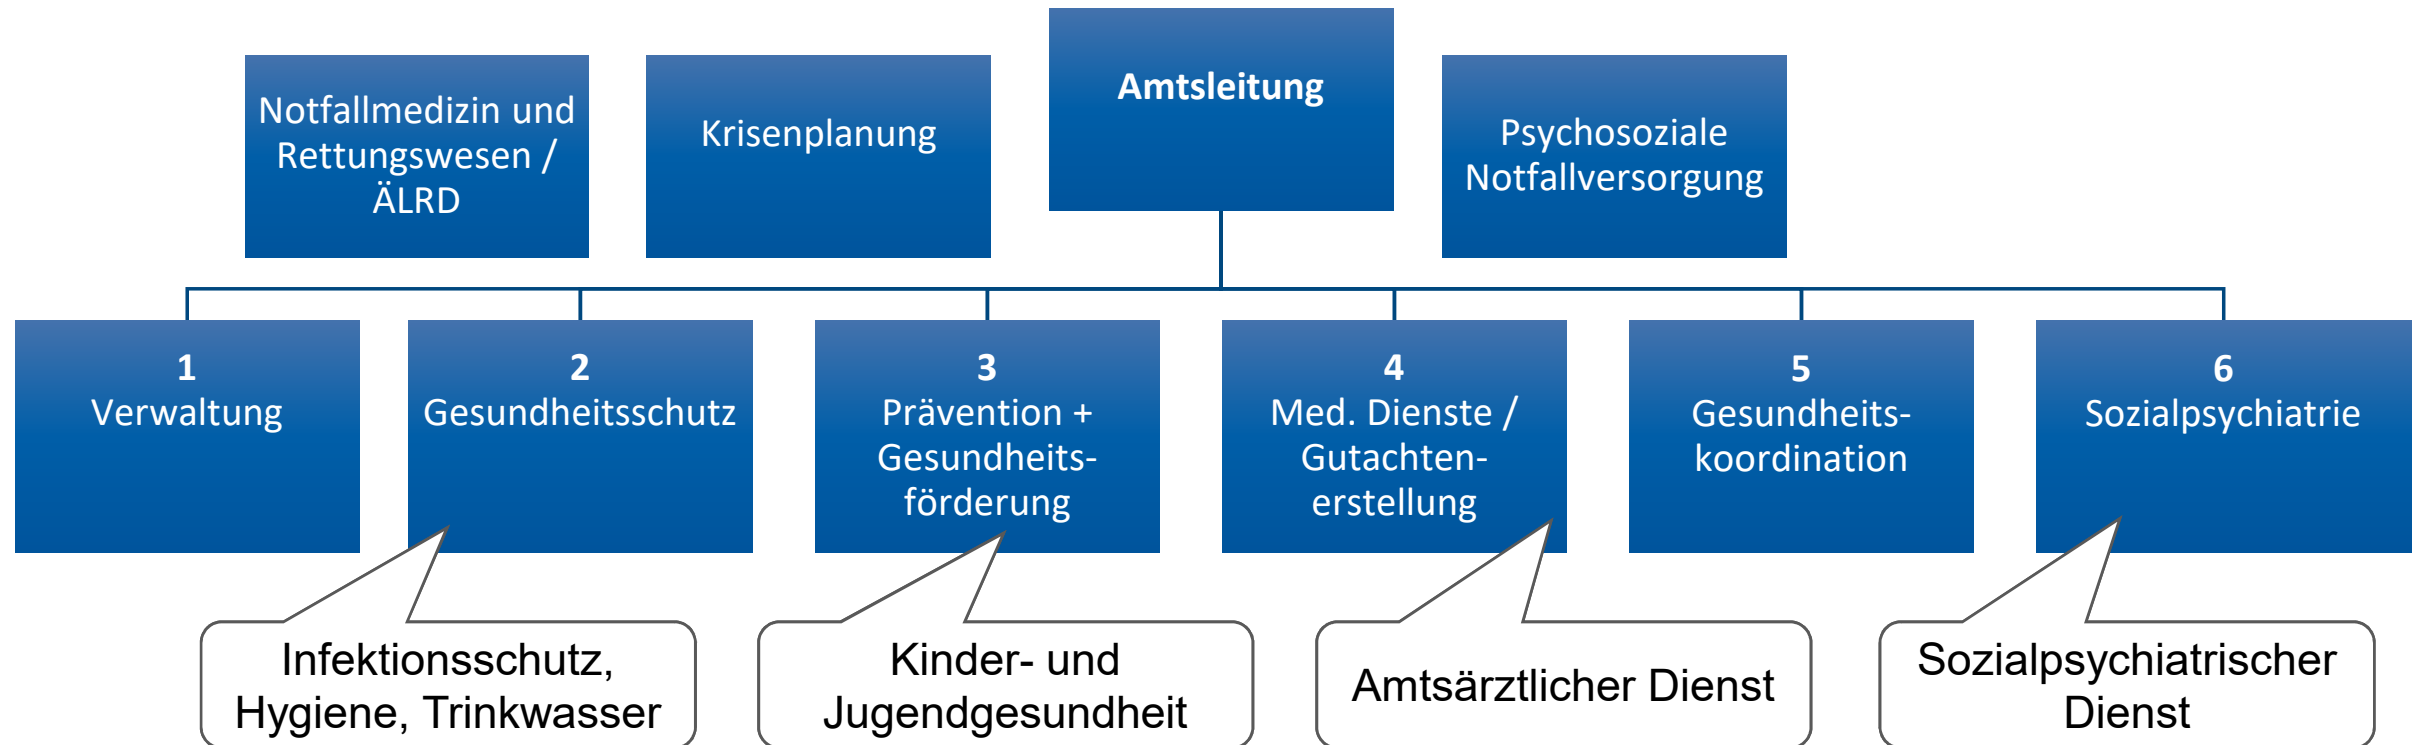 Amtsleitung
Notfallmedizin und
Rettungswesen /
ÄLRD
Krisenplanung
Psychosoziale
Notfallversorgung
1
Verwaltung
2
Gesundheitsschutz
3
Prävention +
Gesundheits-
förderung
4
Med. Dienste /
Gutachten-
erstellung
5
Gesundheits-
koordination
6
Sozialpsychiatrie
Infektionsschutz,
Hygiene, Trinkwasser
Kinder- und
Jugendgesundheit
Amtsärztlicher Dienst
Sozialpsychiatrischer
Dienst